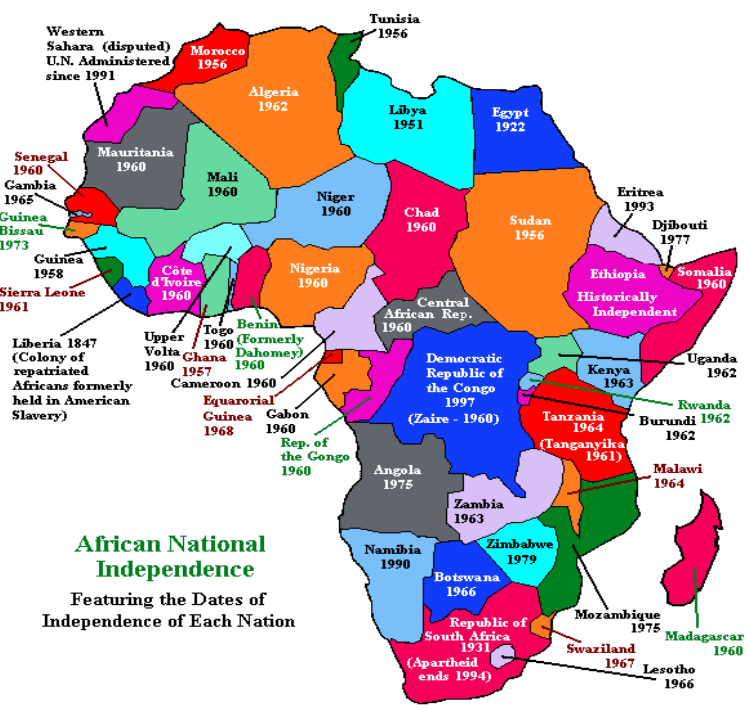 Tunisia
1956
Western
Sahara (disputed)
U.N. Administered
since 1991
Morocco
1956
Algeria
1962
Libya
1951
Egypt
1922
Mauritania
1960
Senegal
1960
Gambia
1965
Guinea
Bissau
1973
Mali
1960
Niger
1960
Chad
1960
Sudan
1956
Eritrea
1993
Djibouti
1977
Guinea
1958
Sierra Leone
1961
Côte
d'Ivoire
1960
Nigeria
1960
Ethiopia
Historically
Independent
Somalia
1960
Central
African Rep.
1960
Liberia 1847
(Colony of
repatriated
Africans formerly
held in American
Slavery)
Upper
Volta
1960
Ghana
1957
Togo
1960
Benin
(Formerly
Dahomey)
1960
Cameroon 1960
Equarorial
Guinea
1968
Gabon
1960
Rep. of
the Gongo
1960
Democratic
Republic of
the Congo
1997
(Zaire - 1960)
Uganda
1962
Kenya
1963
Rwanda
1962
Burundi
1962
Tanzania
1964
(Tanganyika
1961)
Angola
1975
Zambia
1963
Malawi
1964
Namibia
1990
Zimbabwe
1979
Botswana
1966
Mozambique
1975
Madagascar
1960
Republic of
South Africa
1931
(Apartheid
ends 1994)
Swaziland
1967
Lesotho
1966
African National
Independence
Featuring the Dates of
Independence of Each Nation